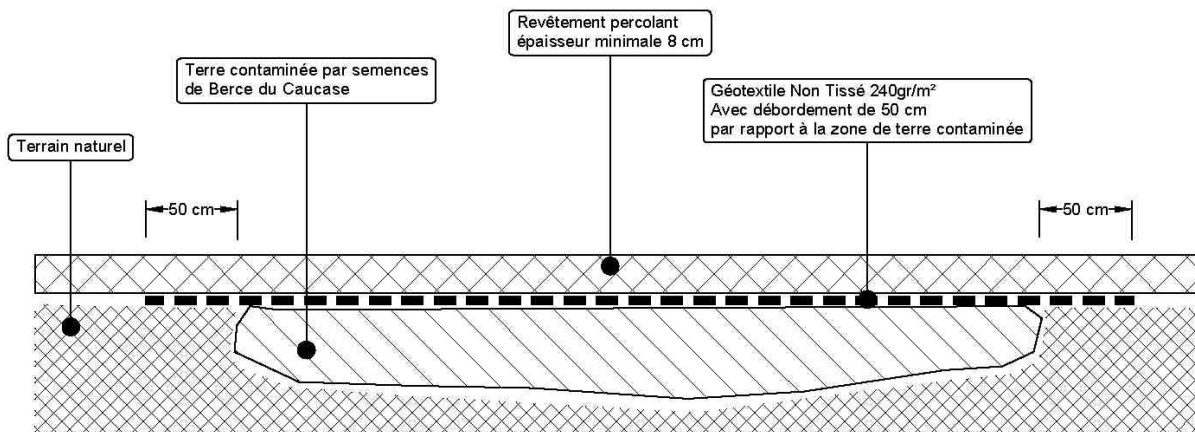 Revêtement percolant
épaisseur minimale 8 cm
Terre contaminée par semences
de Berce du Caucase
Géotextile Non Tissé 240gr/m²
Avec débordement de 50 cm
par rapport à la zone de terre contaminée
Terrain naturel
50 cm
50 cm